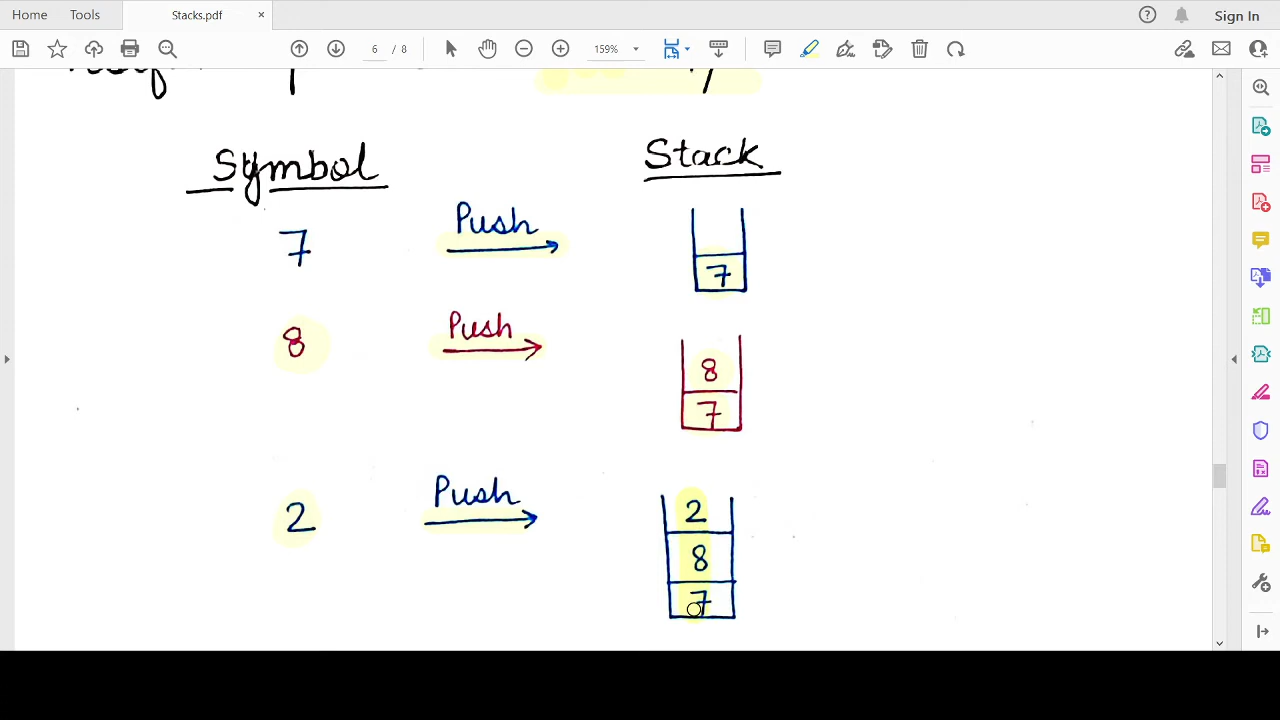 Home Tools Stacks.pdf × Sign In
6 / 8 159%
Symbol Stack
7 Push 7
8 Push 8
7
2 Push 2
8
7